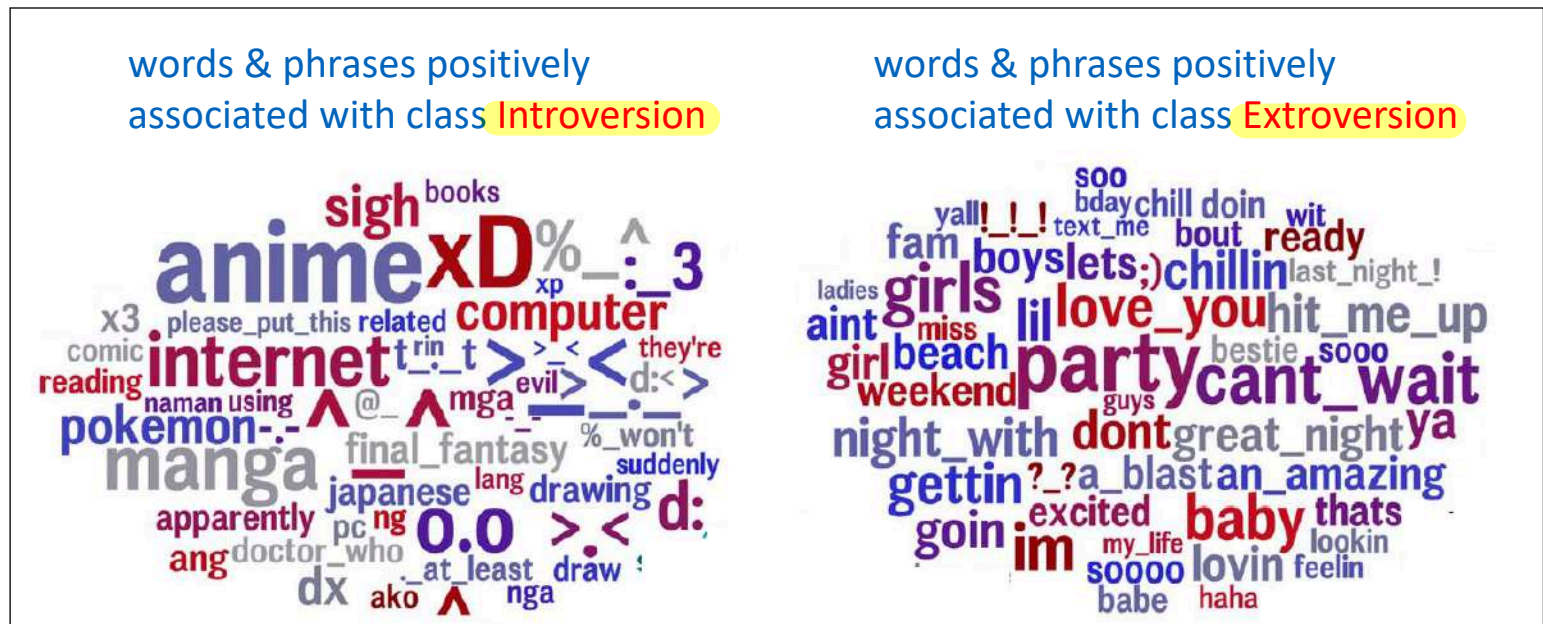 words & phrases positively
associated with class Introversion
sigh books
anime xD %_^ :_3
xp
x3 please_put_this related computer
comic internet t_rin_t >_< they're
reading evil > d:< >
naman using ^ @_ ^ mga -_-
pokemon -.- __._
manga final_fantasy %_won't
suddenly
japanese lang drawing
apparently pc ng o.o >.< d:
ang doctor_who
._at_least draw
dx ako ^ nga
words & phrases positively
associated with class Extroversion
soo
bday chill doin wit
yall !_!_! text_me bout ready
fam boys lets ;) chillin last_night_!
ladies girls lil love_you hit_me_up
aint miss
girl beach party bestie sooo
weekend guys cant_wait
night_with dont great_night ya
gettin ?_? a_blast an_amazing
goin excited baby thats
im my_life lookin
soooo lovin feelin
babe haha